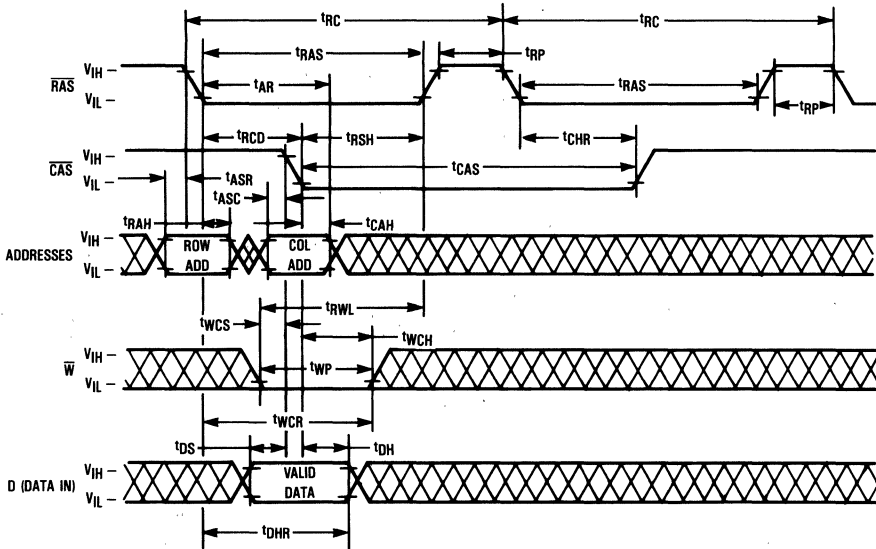 tRC tRC
tRAS tRP
VIH
RAS
VIL
tAR tRAS
tRP
tRCD tRSH tCHR
VIH
CAS
VIL
tCAS
tASR
tASC
tRAH tCAH
ADDRESSES
VIH
VIL
ROW ADD
COL ADD
tRWL
tWCS tWCH
VIH
W
VIL
tWP
tWCR
tDS tDH
D (DATA IN)
VIH
VIL
VALID DATA
tDHR